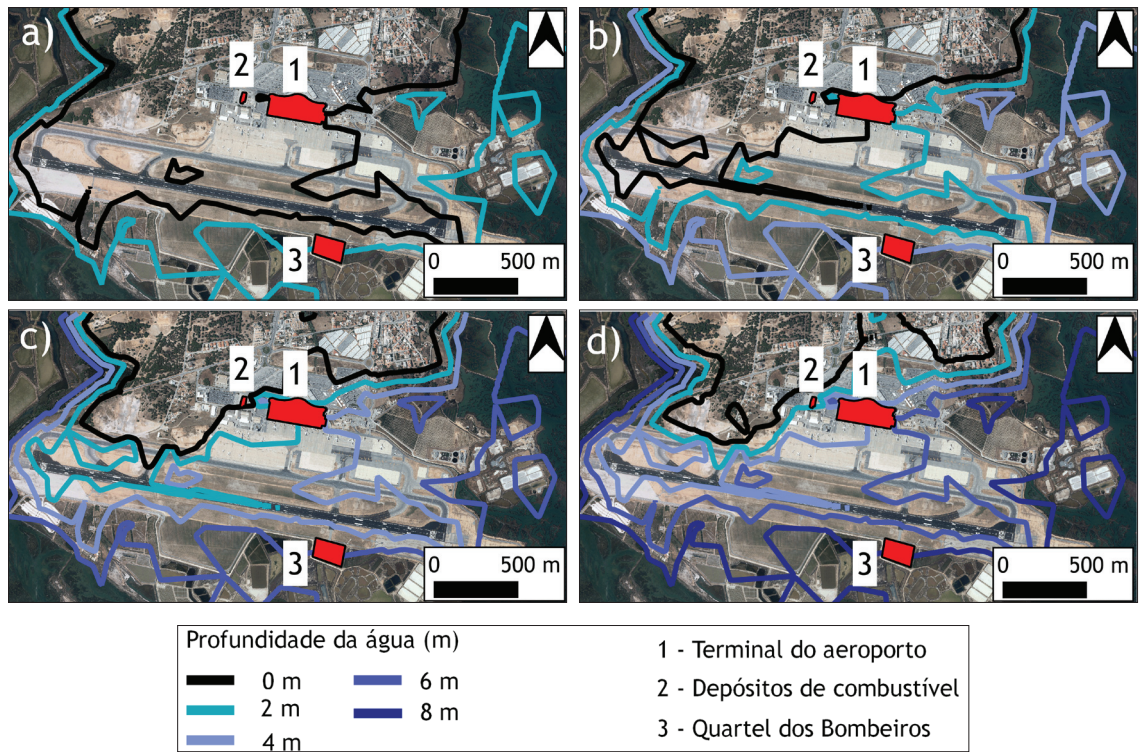 a)
2
1
3
0 500 m
b)
2
1
3
0 500 m
c)
2
1
3
0 500 m
d)
2
1
3
0 500 m
Profundidade da água (m)
0 m
2 m
4 m
6 m
8 m
1 - Terminal do aeroporto
2 - Depósitos de combustível
3 - Quartel dos Bombeiros